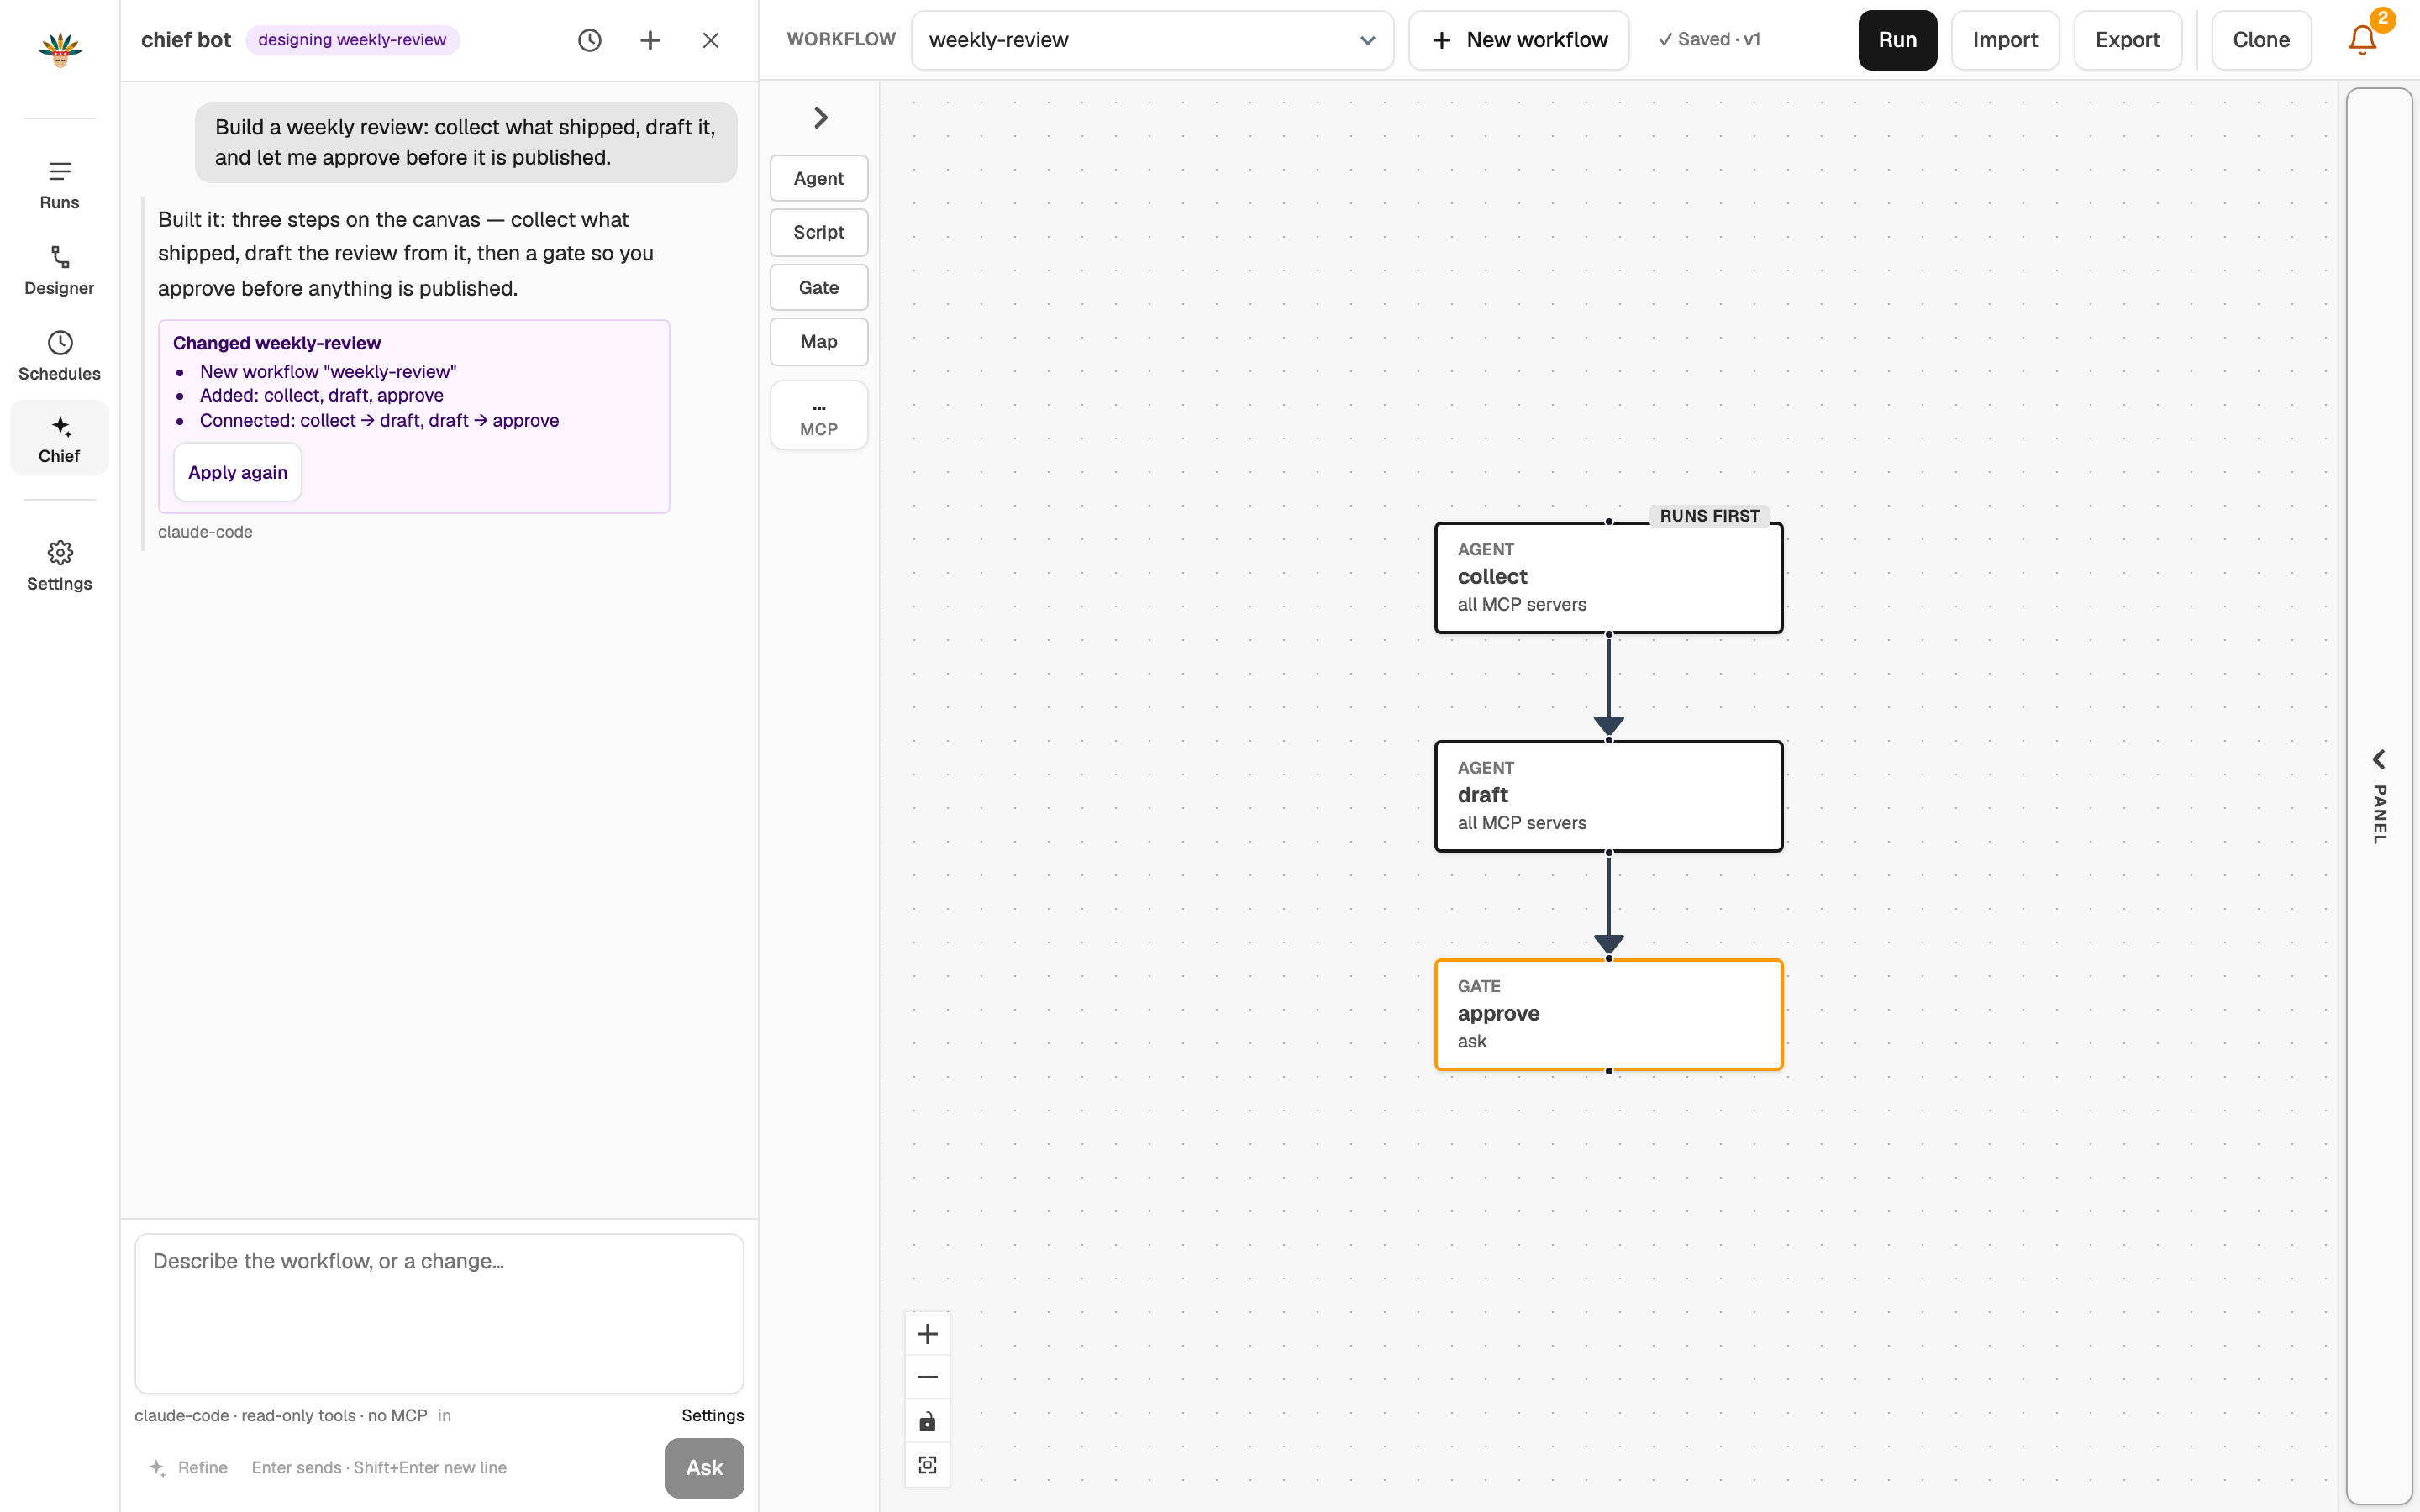 chief bot
designing weekly-review
WORKFLOW
weekly-review
New workflow
Saved · v1
Run
Import
Export
Clone
2
Runs
Designer
Schedules
Chief
Settings
Build a weekly review: collect what shipped, draft it,
and let me approve before it is published.
Built it: three steps on the canvas — collect what
shipped, draft the review from it, then a gate so you
approve before anything is published.
Changed weekly-review
• New workflow "weekly-review"
• Added: collect, draft, approve
• Connected: collect → draft, draft → approve
Apply again
claude-code
Agent
Script
Gate
Map
... 
MCP
RUNS FIRST
AGENT
collect
all MCP servers
AGENT
draft
all MCP servers
GATE
approve
ask
PANEL
Describe the workflow, or a change...
claude-code · read-only tools · no MCP in
Settings
Refine
Enter sends · Shift+Enter new line
Ask